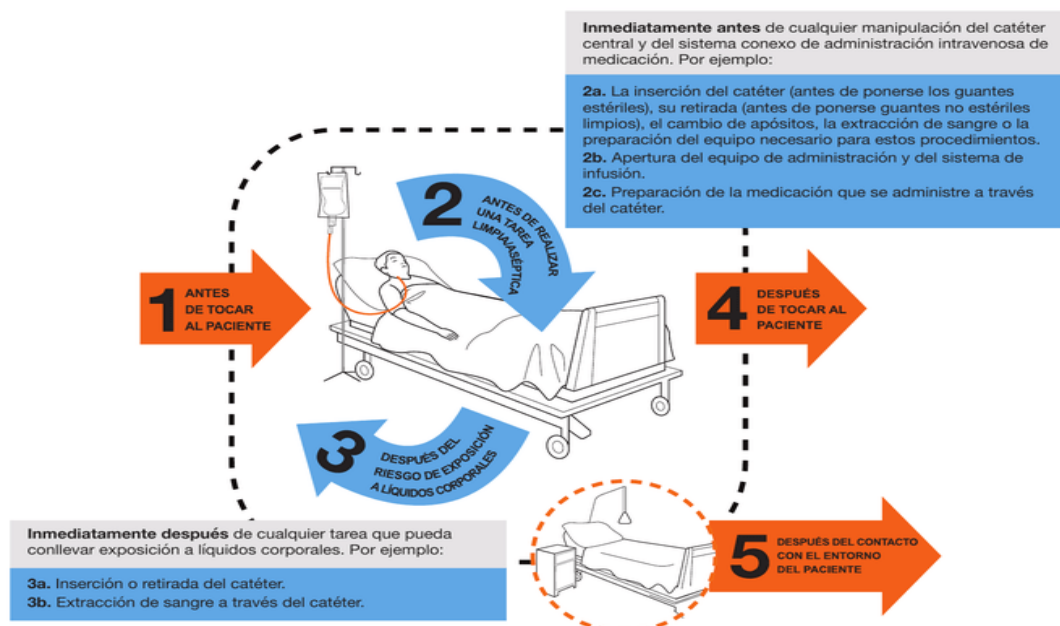 Inmediatamente antes de cualquier manipulación del catéter
central y del sistema conexo de administración intravenosa de
medicación. Por ejemplo:
2a. La inserción del catéter (antes de ponerse los guantes
estériles), su retirada (antes de ponerse guantes no estériles
limpios), el cambio de apósitos, la extracción de sangre o la
preparación del equipo necesario para estos procedimientos.
2b. Apertura del equipo de administración y del sistema de
infusión.
2c. Preparación de la medicación que se administre a través
del catéter.
1
ANTES
DE TOCAR
AL PACIENTE
2
ANTES DE REALIZAR
UNA TAREA
LIMPIA/ASÉPTICA
4
DESPUÉS
DE TOCAR AL
PACIENTE
3
DESPUÉS DEL
RIESGO DE EXPOSICIÓN
A LÍQUIDOS CORPORALES
Inmediatamente después de cualquier tarea que pueda
conllevar exposición a líquidos corporales. Por ejemplo:
3a. Inserción o retirada del catéter.
3b. Extracción de sangre a través del catéter.
5
DESPUÉS DEL CONTACTO
CON EL ENTORNO
DEL PACIENTE